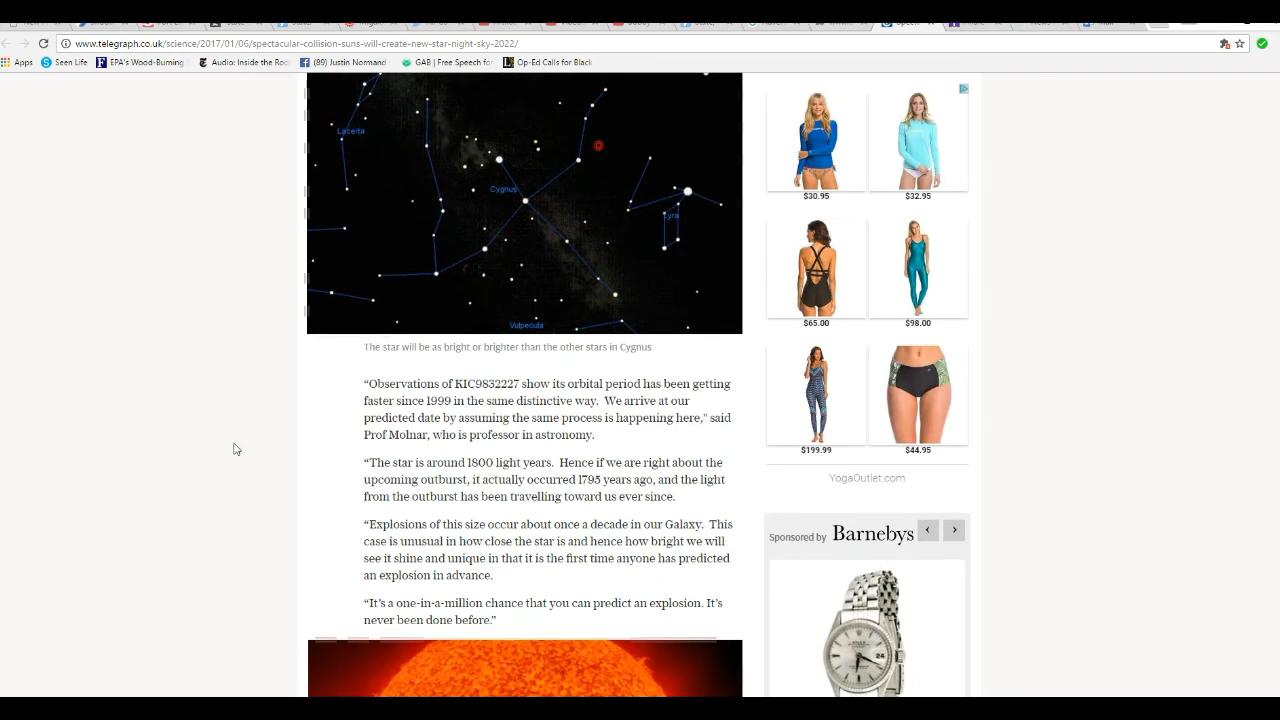 www.telegraph.co.uk/science/2017/01/06/spectacular-collision-suns-will-create-new-star-night-sky-2022/
Apps
Seen Life
EPA's Wood-Burning
Audio: Inside the Roo
(89) Justin Normand
GAB | Free Speech for
Op-Ed Calls for Black
Lacerta
Cygnus
Lyra
Vulpecula
The star will be as bright or brighter than the other stars in Cygnus
“Observations of KIC9832227 show its orbital period has been getting
faster since 1999 in the same distinctive way.  We arrive at our
predicted date by assuming the same process is happening here," said
Prof Molnar, who is professor in astronomy.
“The star is around 1800 light years.  Hence if we are right about the
upcoming outburst, it actually occurred 1795 years ago, and the light
from the outburst has been travelling toward us ever since.
“Explosions of this size occur about once a decade in our Galaxy.  This
case is unusual in how close the star is and hence how bright we will
see it shine and unique in that it is the first time anyone has predicted
an explosion in advance.
“It’s a one-in-a-million chance that you can predict an explosion. It’s
never been done before.”
$30.95
$32.95
$65.00
$98.00
$199.99
$44.95
YogaOutlet.com
Sponsored by Barnebys